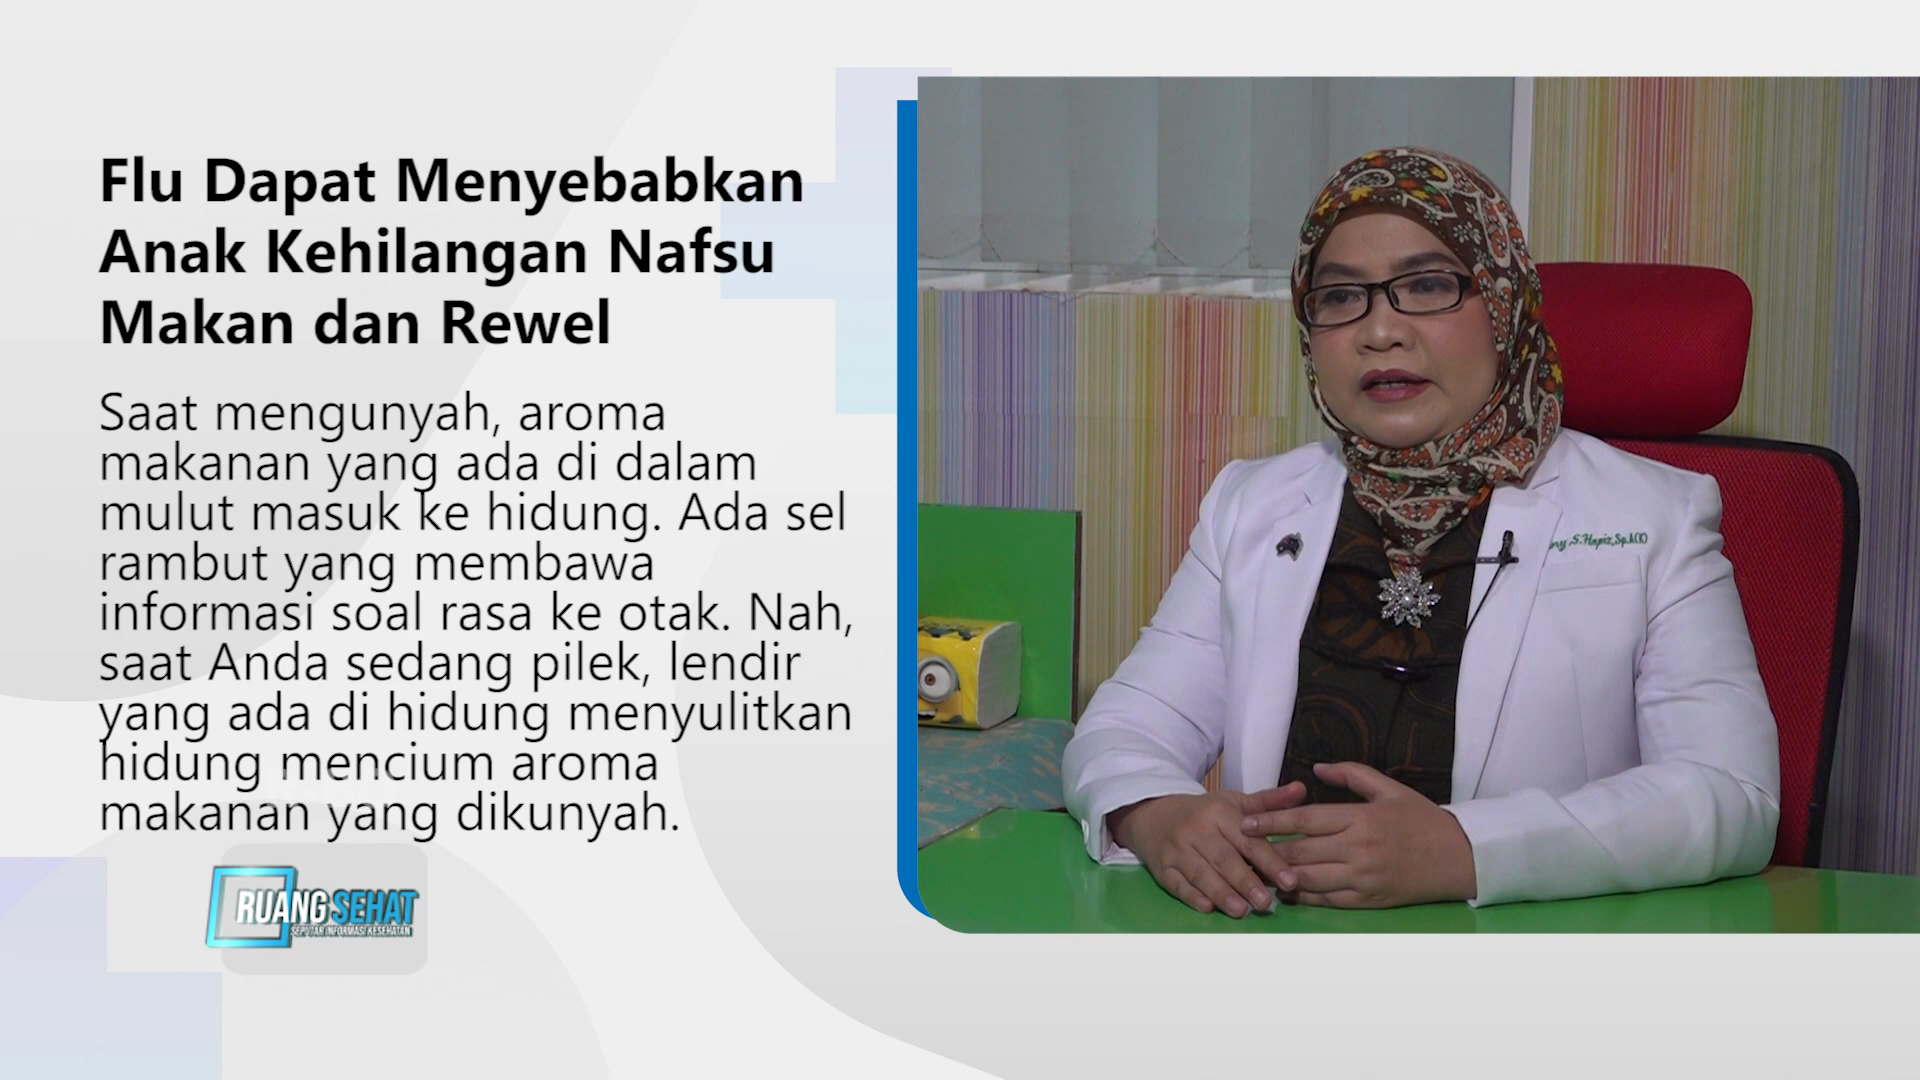 Flu Dapat Menyebabkan
Anak Kehilangan Nafsu
Makan dan Rewel
Saat mengunyah, aroma
makanan yang ada di dalam
mulut masuk ke hidung. Ada sel
rambut yang membawa
informasi soal rasa ke otak. Nah,
saat Anda sedang pilek, lendir
yang ada di hidung menyulitkan
hidung mencium aroma
makanan yang dikunyah.
RUANG SEHAT
SEPUTAR INFORMASI KESEHATAN
S.Hapiz,Sp.A(K)